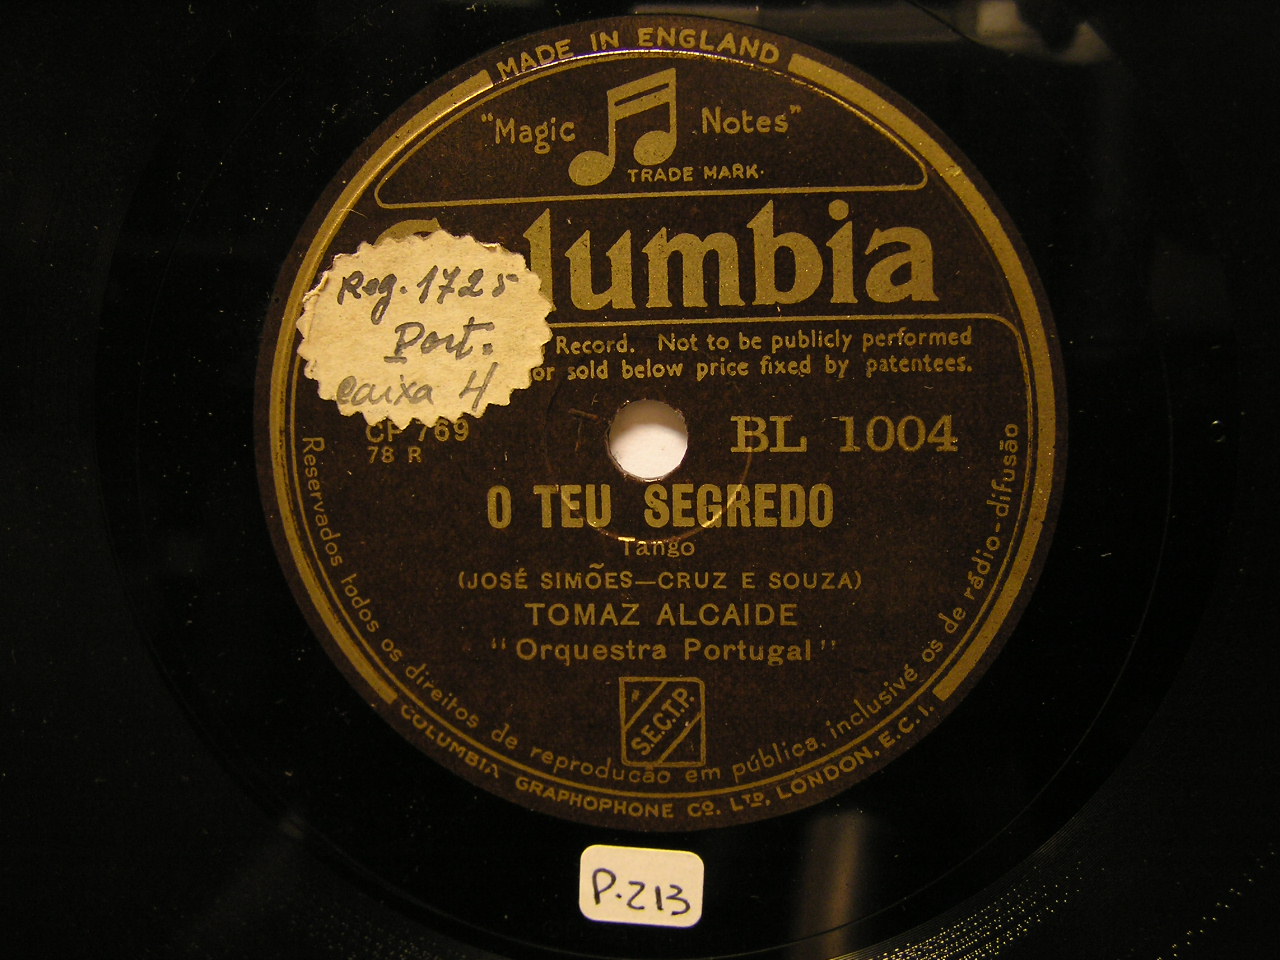 MADE IN ENGLAND
"Magic Notes"
TRADE MARK.
Columbia
Reg. 1725
Port.
caixa 4
Record. Not to be publicly performed
or sold below price fixed by patentees.
CP 769
78 R
BL 1004
O TEU SEGREDO
Tango
(JOSÉ SIMÕES—CRUZ E SOUZA)
TOMAZ ALCAIDE
"Orquestra Portugal"
S.E.C.T.P.
Reservados todos os direitos de reproducão em pública, inclusivé os de rádio-difusão
COLUMBIA GRAPHOPHONE CO. LTD, LONDON. E.C.1.
P.213